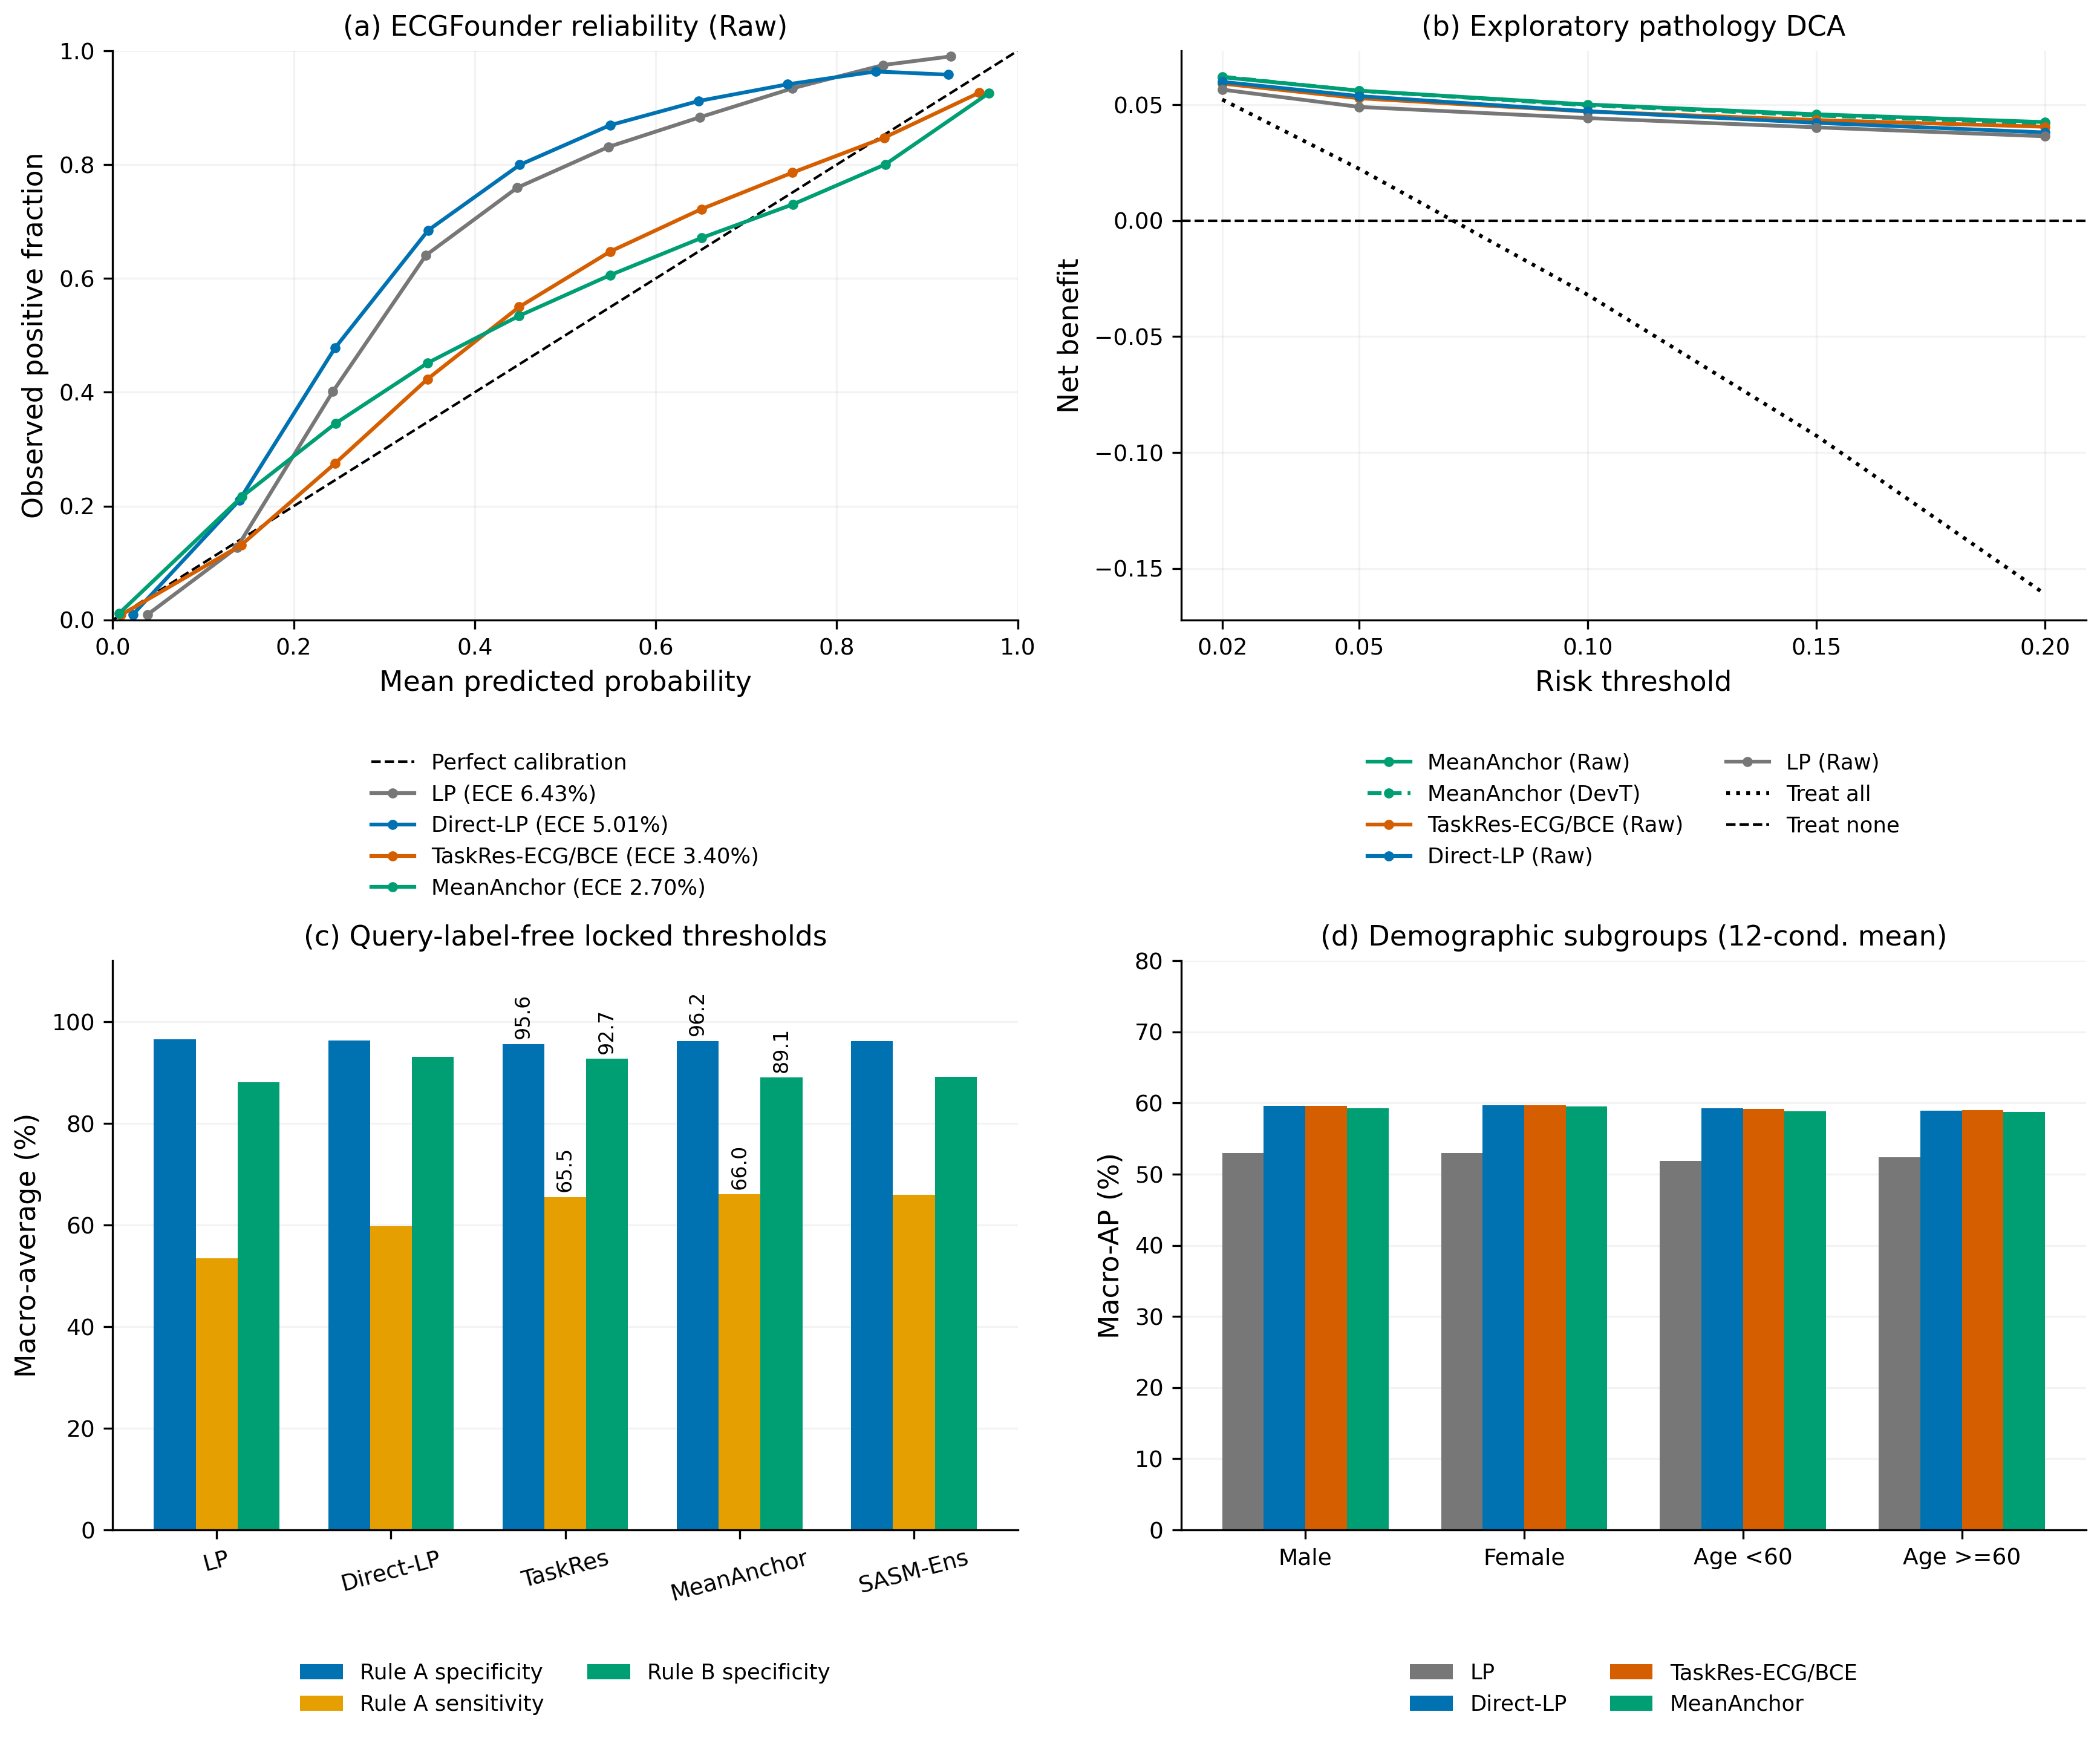 (a) ECGFounder reliability (Raw)
1.0
0.8
0.6
0.4
0.2
0.0
Observed positive fraction
0.0 0.2 0.4 0.6 0.8 1.0
Mean predicted probability
Perfect calibration
LP (ECE 6.43%)
Direct-LP (ECE 5.01%)
TaskRes-ECG/BCE (ECE 3.40%)
MeanAnchor (ECE 2.70%)
(b) Exploratory pathology DCA
0.05
0.00
−0.05
−0.10
−0.15
Net benefit
0.02 0.05 0.10 0.15 0.20
Risk threshold
MeanAnchor (Raw)
MeanAnchor (DevT)
TaskRes-ECG/BCE (Raw)
Direct-LP (Raw)
LP (Raw)
Treat all
Treat none
(c) Query-label-free locked thresholds
100
80
60
40
20
0
Macro-average (%)
95.6
65.5
92.7
96.2
66.0
89.1
LP Direct-LP TaskRes MeanAnchor SASM-Ens
Rule A specificity
Rule A sensitivity
Rule B specificity
(d) Demographic subgroups (12-cond. mean)
80
70
60
50
40
30
20
10
0
Macro-AP (%)
Male Female Age <60 Age >=60
LP
Direct-LP
TaskRes-ECG/BCE
MeanAnchor